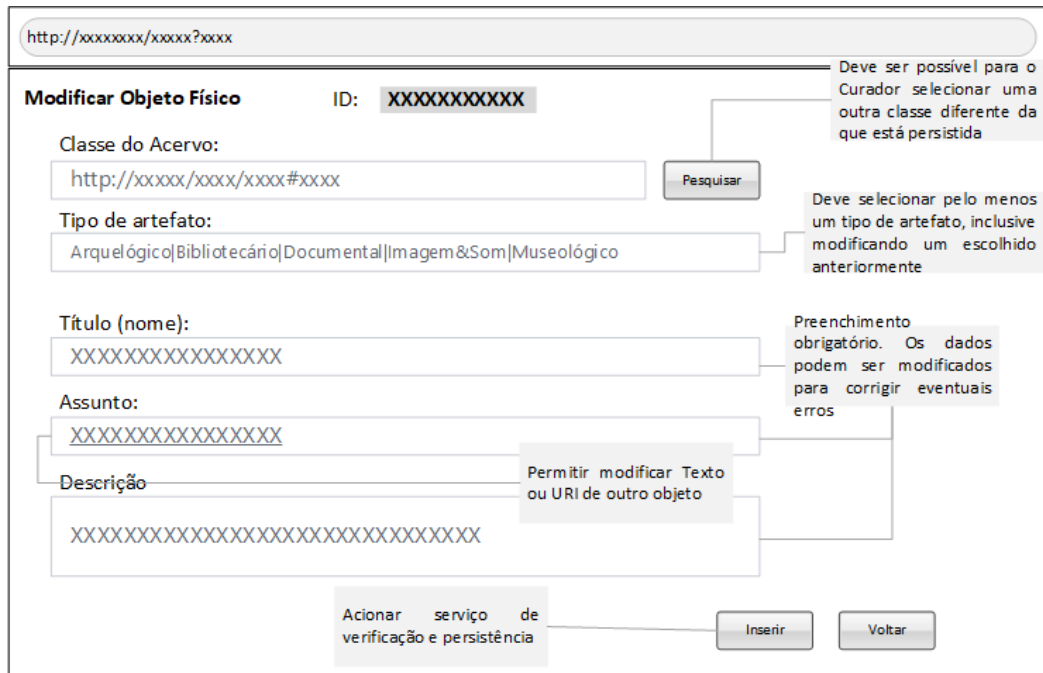 http://xxxxxxxx/xxxxx?xxxx
Modificar Objeto Físico
ID:
XXXXXXXXXXX
Deve ser possível para o
Curador selecionar uma
outra classe diferente da
que está persistida
Classe do Acervo:
http://xxxxx/xxxx/xxxx#xxxx
Pesquisar
Tipo de artefato:
Arquelógico|Bibliotecário|Documental|Imagem&Som|Museológico
Deve selecionar pelo menos
um tipo de artefato, inclusive
modificando um escolhido
anteriormente
Título (nome):
XXXXXXXXXXXXXXXX
Preenchimento
obrigatório. Os dados
podem ser modificados
para corrigir eventuais
erros
Assunto:
XXXXXXXXXXXXXXXX
Permitir modificar Texto
ou URI de outro objeto
Descrição
XXXXXXXXXXXXXXXXXXXXXXXXXXXXXXX
Acionar serviço de
verificação e persistência
Inserir
Voltar